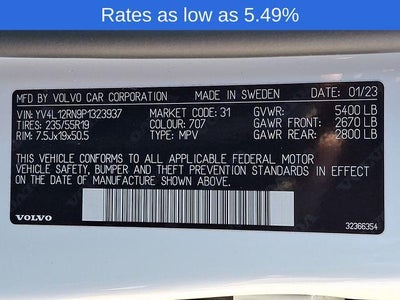 Rates as low as 5.49%
MFD BY VOLVO CAR CORPORATION MADE IN SWEDEN DATE: 01/23
VIN: YV4L12RN9P1323937 MARKET CODE: 31 GVWR: 5400 LB
TIRES: 235/55R19 COLOUR: 707 GAWR FRONT: 2670 LB
RIM: 7.5Jx19x50.5 TYPE: MPV GAWR REAR: 2800 LB
THIS VEHICLE CONFORMS TO ALL APPLICABLE FEDERAL MOTOR
VEHICLE SAFETY, BUMPER AND THEFT PREVENTION STANDARDS
IN EFFECT ON THE DATE OF MANUFACTURE SHOWN ABOVE.
VOLVO
32366354